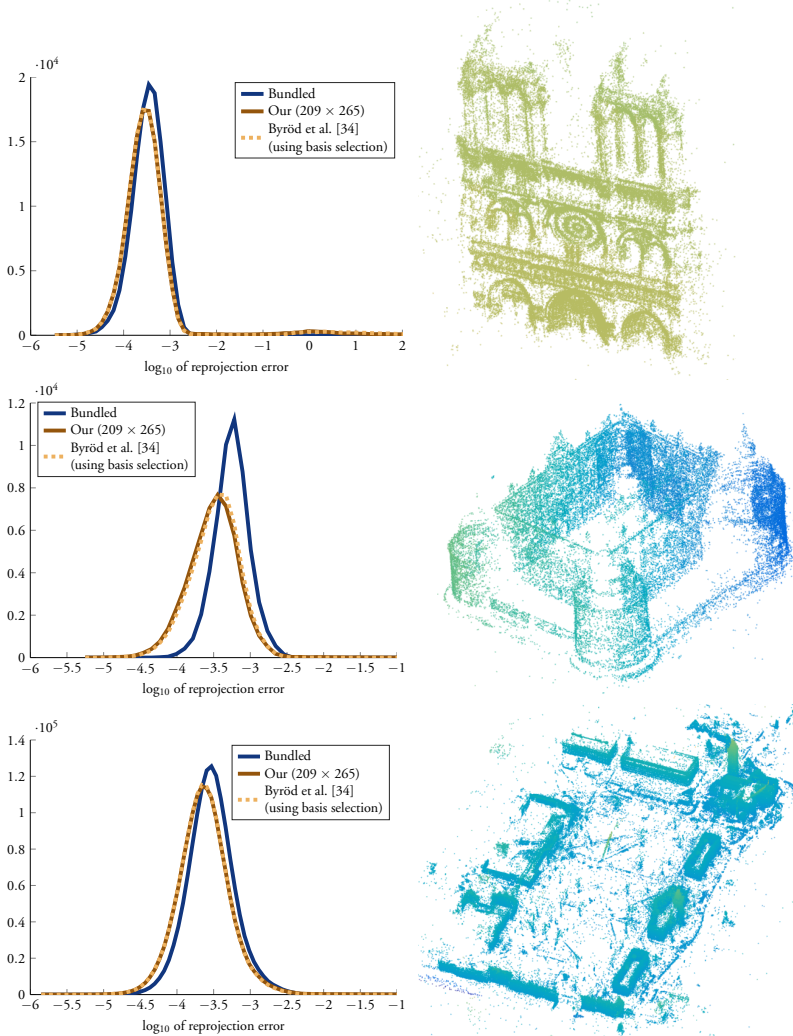 ·10⁴
2
1.5
1
0.5
0
−6 −5 −4 −3 −2 −1 0 1 2
log₁₀ of reprojection error
Bundled
Our (209 × 265)
Byröd et al. [34]
(using basis selection)
·10⁴
1.2
1
0.8
0.6
0.4
0.2
0
−6 −5.5 −5 −4.5 −4 −3.5 −3 −2.5 −2 −1.5 −1
log₁₀ of reprojection error
Bundled
Our (209 × 265)
Byröd et al. [34]
(using basis selection)
·10⁵
1.4
1.2
1
0.8
0.6
0.4
0.2
0
−6 −5.5 −5 −4.5 −4 −3.5 −3 −2.5 −2 −1.5 −1
log₁₀ of reprojection error
Bundled
Our (209 × 265)
Byröd et al. [34]
(using basis selection)